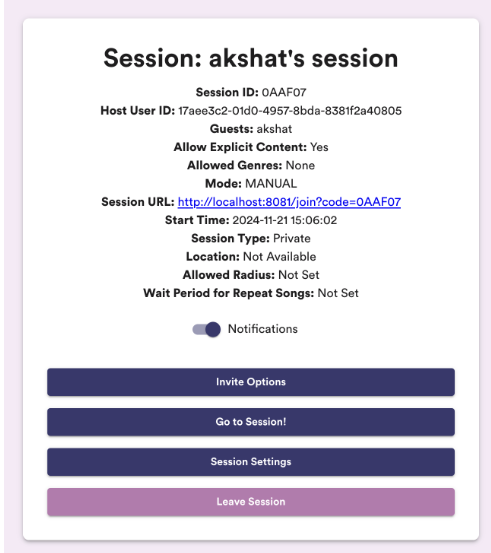 Session: akshat's session
Session ID: 0AAF07
Host User ID: 17aee3c2-01d0-4957-8bda-8381f2a40805
Guests: akshat
Allow Explicit Content: Yes
Allowed Genres: None
Mode: MANUAL
Session URL: http://localhost:8081/join?code=0AAF07
Start Time: 2024-11-21 15:06:02
Session Type: Private
Location: Not Available
Allowed Radius: Not Set
Wait Period for Repeat Songs: Not Set
Notifications
Invite Options
Go to Session!
Session Settings
Leave Session